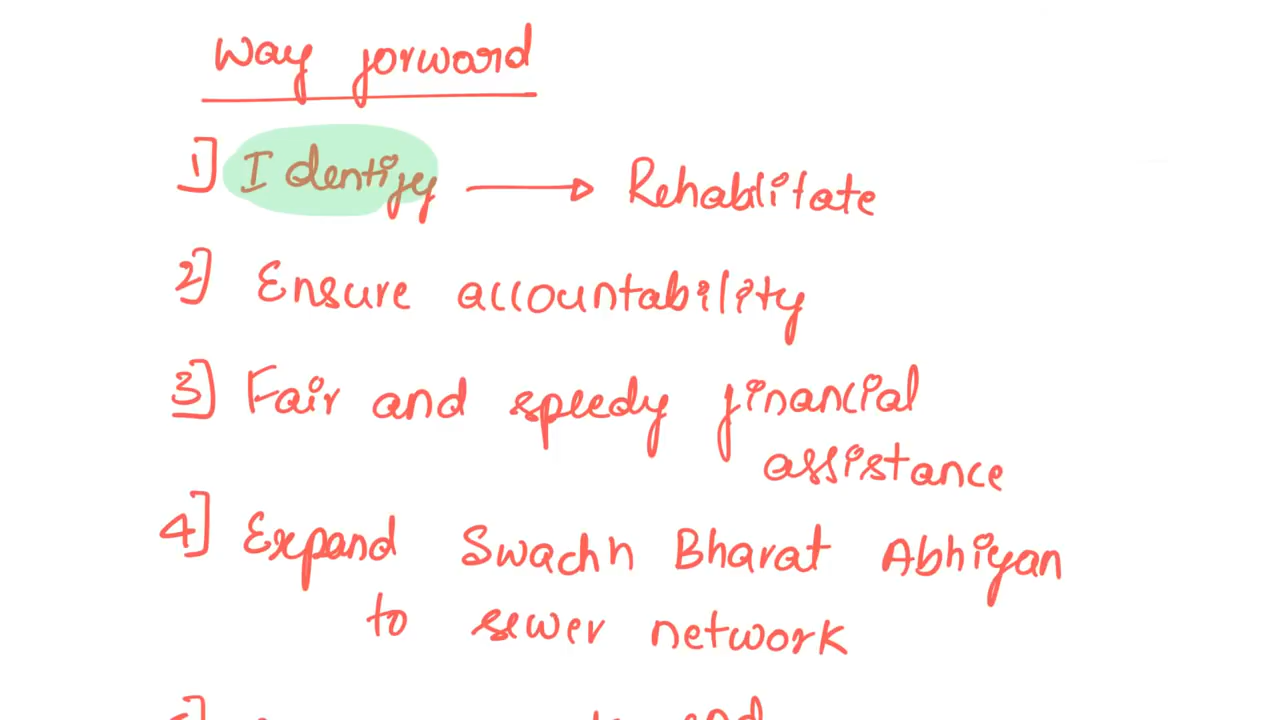 Way forward
1] Identify → Rehablitate
2] Ensure accountability
3] Fair and speedy financial
assistance
4] Expand Swachh Bharat Abhiyan
to sewer network